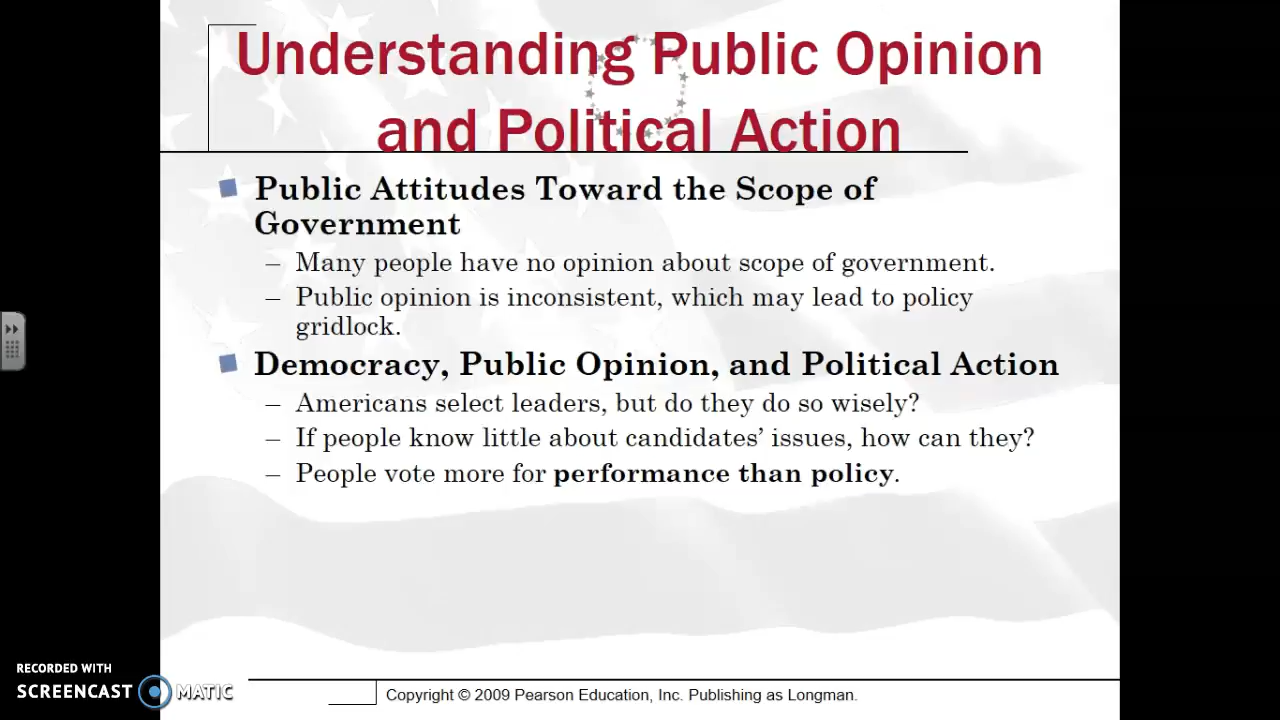 Understanding Public Opinion
and Political Action
Public Attitudes Toward the Scope of
Government
– Many people have no opinion about scope of government.
– Public opinion is inconsistent, which may lead to policy
gridlock.
Democracy, Public Opinion, and Political Action
– Americans select leaders, but do they do so wisely?
– If people know little about candidates’ issues, how can they?
– People vote more for performance than policy.
RECORDED WITH
SCREENCAST MATIC
Copyright © 2009 Pearson Education, Inc. Publishing as Longman.